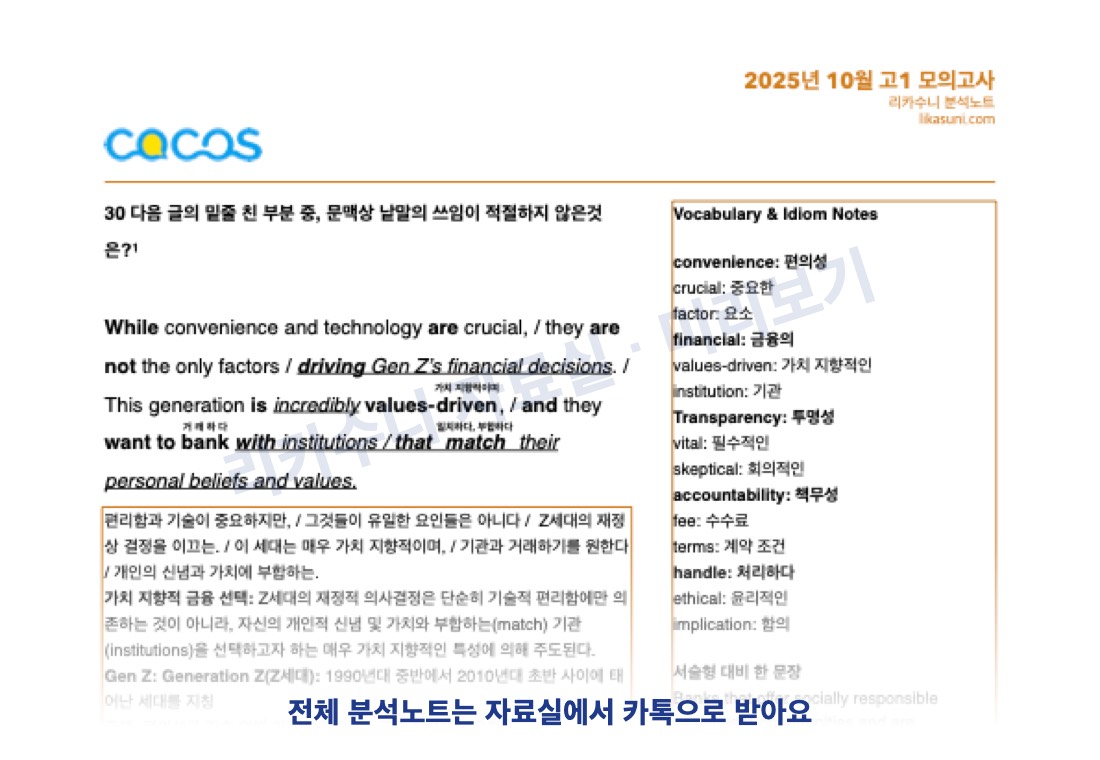 2025년 10월 고1 모의고사
리카수니 분석노트
likasuni.com
cacos
30 다음 글의 밑줄 친 부분 중, 문맥상 낱말의 쓰임이 적절하지 않은것
은?¹
While convenience and technology are crucial, / they are
not the only factors / driving Gen Z's financial decisions. /
가치 지향적이며
This generation is incredibly values-driven, / and they
거래하다
일치하다, 부합하다
want to bank with institutions / that match their
personal beliefs and values.
편리함과 기술이 중요하지만, / 그것들이 유일한 요인들은 아니다 / Z세대의 재정
상 결정을 이끄는. / 이 세대는 매우 가치 지향적이며, / 기관과 거래하기를 원한다
/ 개인의 신념과 가치에 부합하는.
가치 지향적 금융 선택: Z세대의 재정적 의사결정은 단순히 기술적 편리함에만 의
존하는 것이 아니라, 자신의 개인적 신념 및 가치와 부합하는(match) 기관
(institutions)을 선택하고자 하는 매우 가치 지향적인 특성에 의해 주도된다.
Gen Z: Generation Z(Z세대): 1990년대 중반에서 2010년대 초반 사이에 태
어난 세대를 지칭
Vocabulary & Idiom Notes
convenience: 편의성
crucial: 중요한
factor: 요소
financial: 금융의
values-driven: 가치 지향적인
institution: 기관
Transparency: 투명성
vital: 필수적인
skeptical: 회의적인
accountability: 책무성
fee: 수수료
terms: 계약 조건
handle: 처리하다
ethical: 윤리적인
implication: 함의
서술형 대비 한 문장
Banks that offer socially responsible
리카수니 자료실 · 미리보기
전체 분석노트는 자료실에서 카톡으로 받아요